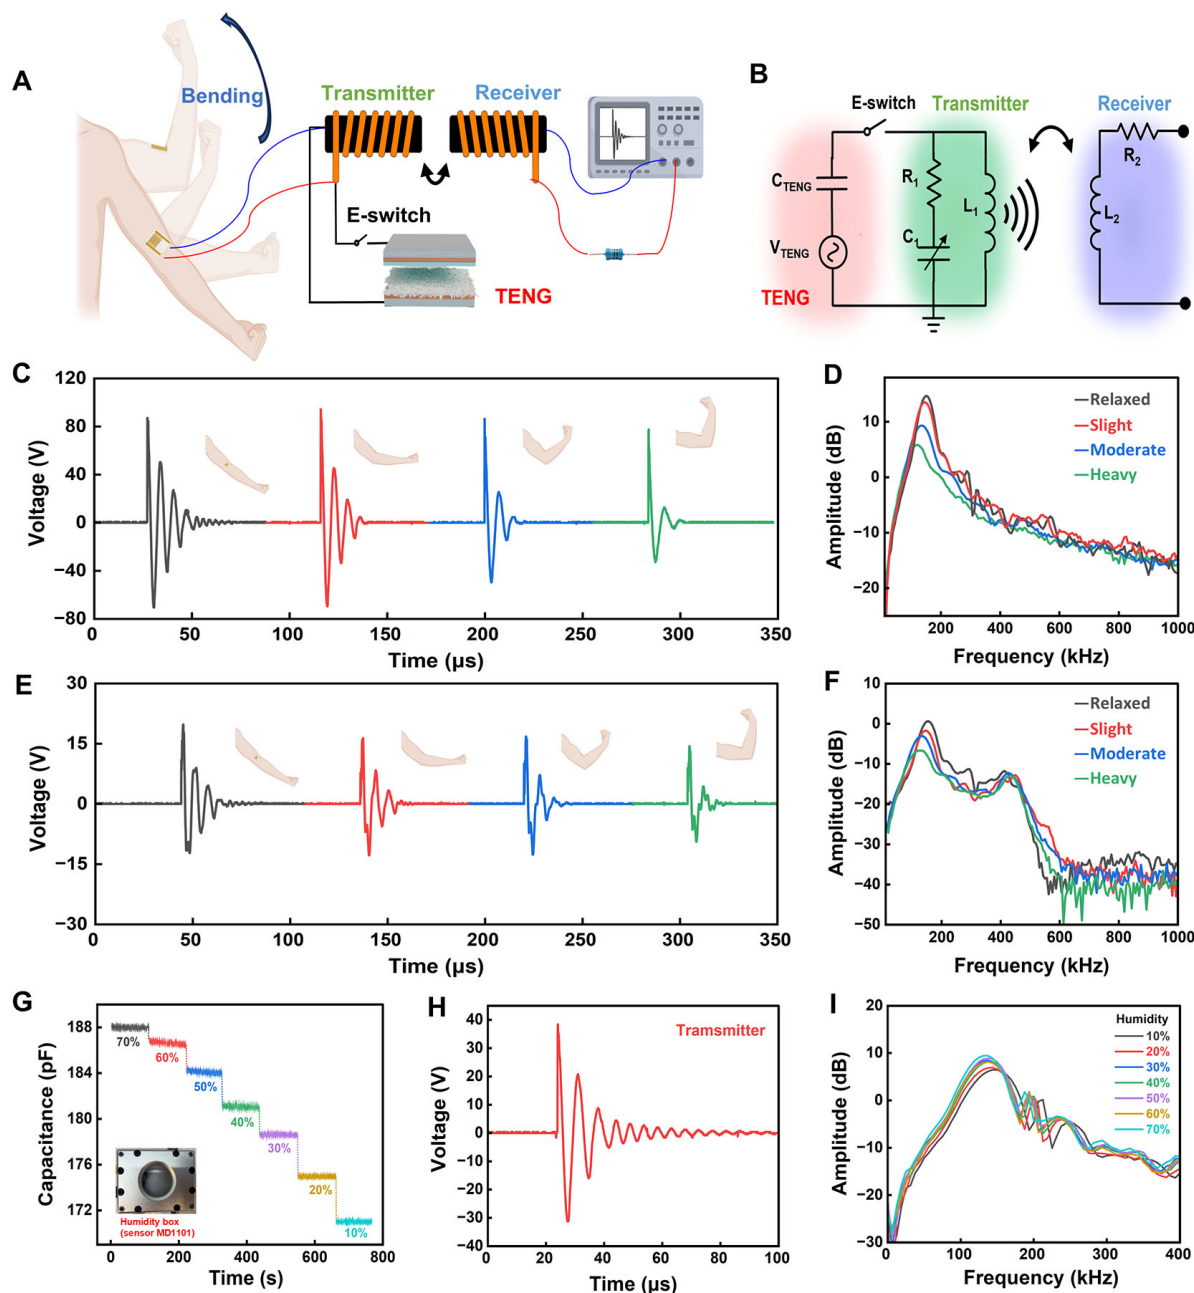 A
Bending
Transmitter
Receiver
E-switch
TENG
B
E-switch
Transmitter
Receiver
C_TENG
V_TENG
TENG
R₁
C₁
L₁
L₂
R₂
C
Voltage (V)
120
80
40
0
−40
−80
0 50 100 150 200 250 300 350
Time (µs)
D
Amplitude (dB)
10
0
−10
−20
Relaxed
Slight
Moderate
Heavy
200 400 600 800 1000
Frequency (kHz)
E
Voltage (V)
30
15
0
−15
−30
0 50 100 150 200 250 300 350
Time (µs)
F
Amplitude (dB)
10
0
−10
−20
−30
−40
−50
Relaxed
Slight
Moderate
Heavy
200 400 600 800 1000
Frequency (kHz)
G
Capacitance (pF)
188
184
180
176
172
70%
60%
50%
40%
30%
20%
10%
Humidity box
(sensor MD1101)
0 200 400 600 800
Time (s)
H
Voltage (V)
50
40
30
20
10
0
−10
−20
−30
−40
Tramsmitter
0 20 40 60 80 100
Time (µs)
I
Amplitude (dB)
20
10
0
−10
−20
−30
Humidity
10%
20%
30%
40%
50%
60%
70%
0 100 200 300 400
Frequency (kHz)